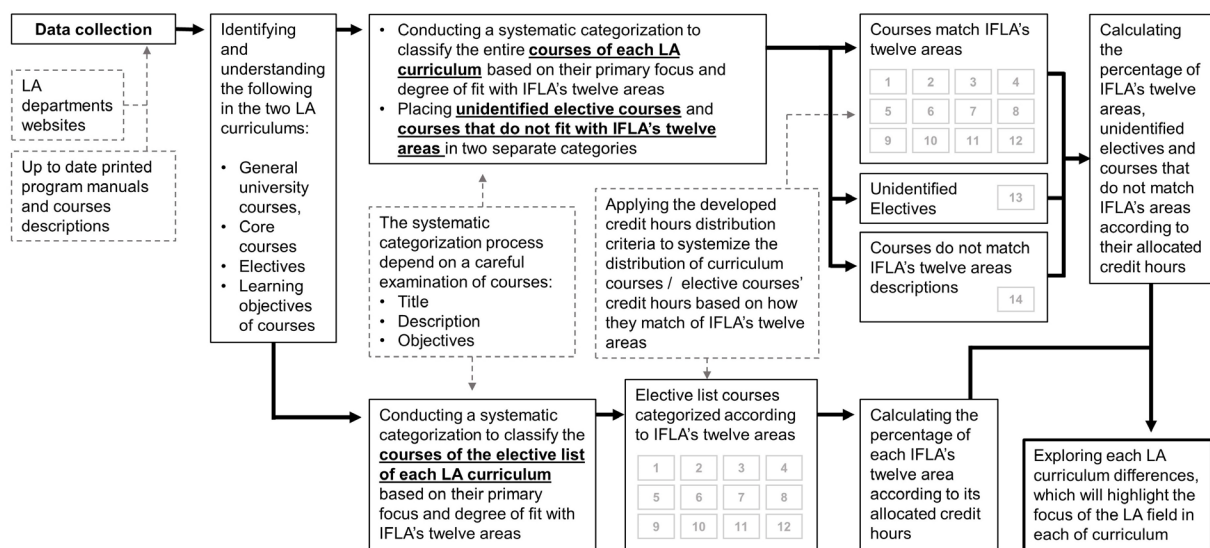 Data collection
LA
departments
websites
Up to date printed
program manuals
and courses
descriptions
Identifying
and
understanding
the following
in the two LA
curriculums:
• General
university
courses,
• Core
courses
• Electives
• Learning
objectives
of courses
• Conducting a systematic categorization to
classify the entire courses of each LA
curriculum based on their primary focus and
degree of fit with IFLA's twelve areas
• Placing unidentified elective courses and
courses that do not fit with IFLA's twelve
areas in two separate categories
The systematic
categorization process
depend on a careful
examination of courses:
• Title
• Description
• Objectives
Applying the developed
credit hours distribution
criteria to systemize the
distribution of curriculum
courses / elective courses'
credit hours based on how
they match of IFLA's twelve
areas
Courses match IFLA's
twelve areas
1 2 3 4
5 6 7 8
9 10 11 12
Unidentified
Electives
13
Courses do not match
IFLA's twelve areas
descriptions
14
Calculating
the
percentage of
IFLA's twelve
areas,
unidentified
electives and
courses that
do not match
IFLA's areas
according to
their allocated
credit hours
Conducting a systematic
categorization to classify the
courses of the elective list
of each LA curriculum
based on their primary
focus and degree of fit with
IFLA's twelve areas
Elective list courses
categorized according
to IFLA's twelve areas
1 2 3 4
5 6 7 8
9 10 11 12
Calculating the
percentage of
each IFLA's
twelve area
according to its
allocated credit
hours
Exploring each LA
curriculum differences,
which will highlight the
focus of the LA field in
each of curriculum